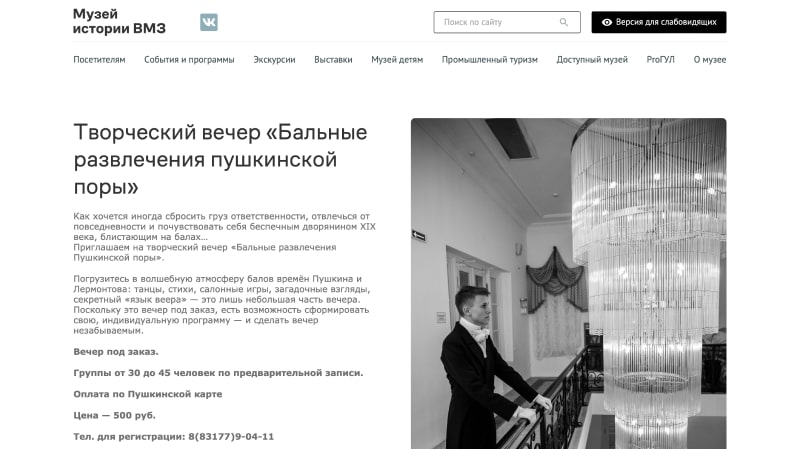 Музей
истории ВМЗ
Поиск по сайту
Версия для слабовидящих
Посетителям События и программы Экскурсии Выставки Музей детям Промышленный туризм Доступный музей ProГУЛ О музее
Творческий вечер «Бальные
развлечения пушкинской
поры»
Как хочется иногда сбросить груз ответственности, отвлечься от
повседневности и почувствовать себя беспечным дворянином XIX
века, блистающим на балах...
Приглашаем на творческий вечер «Бальные развлечения
Пушкинской поры».
Погрузитесь в волшебную атмосферу балов времён Пушкина и
Лермонтова: танцы, стихи, салонные игры, загадочные взгляды,
секретный «язык веера» — это лишь небольшая часть вечера.
Поскольку это вечер под заказ, есть возможность сформировать
свою, индивидуальную программу — и сделать вечер
незабываемым.
Вечер под заказ.
Группы от 30 до 45 человек по предварительной записи.
Оплата по Пушкинской карте
Цена — 500 руб.
Тел. для регистрации: 8(83177)9-04-11